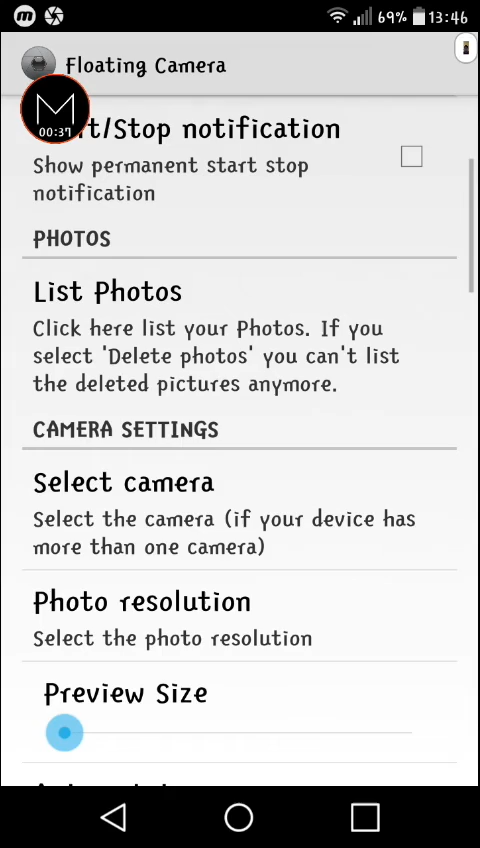 69% 13:46
Floating Camera
00:37
t/Stop notification
Show permanent start stop
notification
PHOTOS
List Photos
Click here list your Photos. If you
select 'Delete photos' you can't list
the deleted pictures anymore.
CAMERA SETTINGS
Select camera
Select the camera (if your device has
more than one camera)
Photo resolution
Select the photo resolution
Preview Size